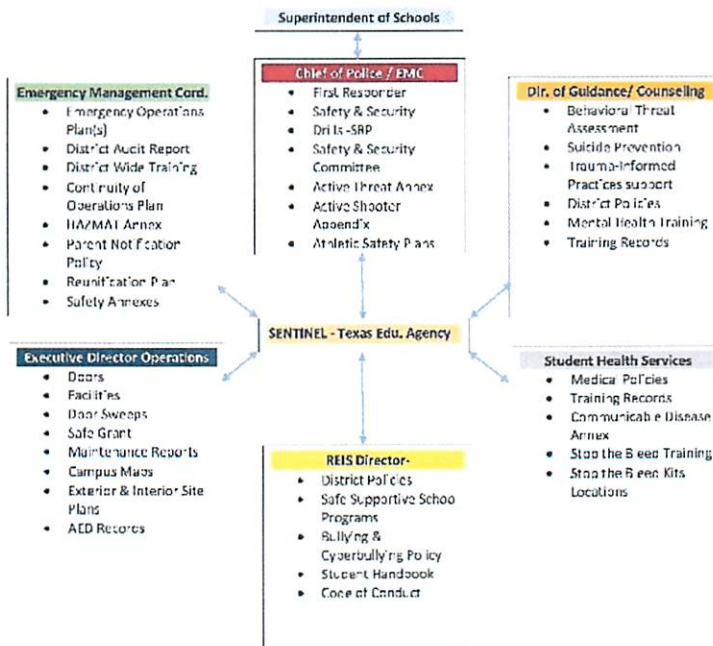 Superintendent of Schools
Emergency Management Cord.
• Emergency Operations
Plan(s)
• District Audit Report
• District Wide Training
• Continuity of
Operations Plan
• HAZMAT Annex
• Parent Notification
Policy
• Reunification Plan
• Safety Annexes
Chief of Police / EMC
• First Responder
• Safety & Security
• Drills -SRP
• Safety & Security
Committee
• Active Threat Annex
• Active Shooter
Appendix
• Athletic Safety Plans
Dir. of Guidance/ Counseling
• Behavioral Threat
Assessment
• Suicide Prevention
• Trauma-Informed
Practices support
• District Policies
• Mental Health Training
• Training Records
SENTINEL - Texas Edu. Agency
Executive Director Operations
• Doors
• Facilities
• Door Sweeps
• Safe Grant
• Maintenance Reports
• Campus Maps
• Exterior & Interior Site
Plans
• AED Records
REIS Director-
• District Policies
• Safe Supportive School
Programs
• Bullying &
Cyberbullying Policy
• Student Handbook
• Code of Conduct
Student Health Services
• Medical Policies
• Training Records
• Communicable Disease
Annex
• Stop the Bleed Training
• Stop the Bleed Kits
Locations